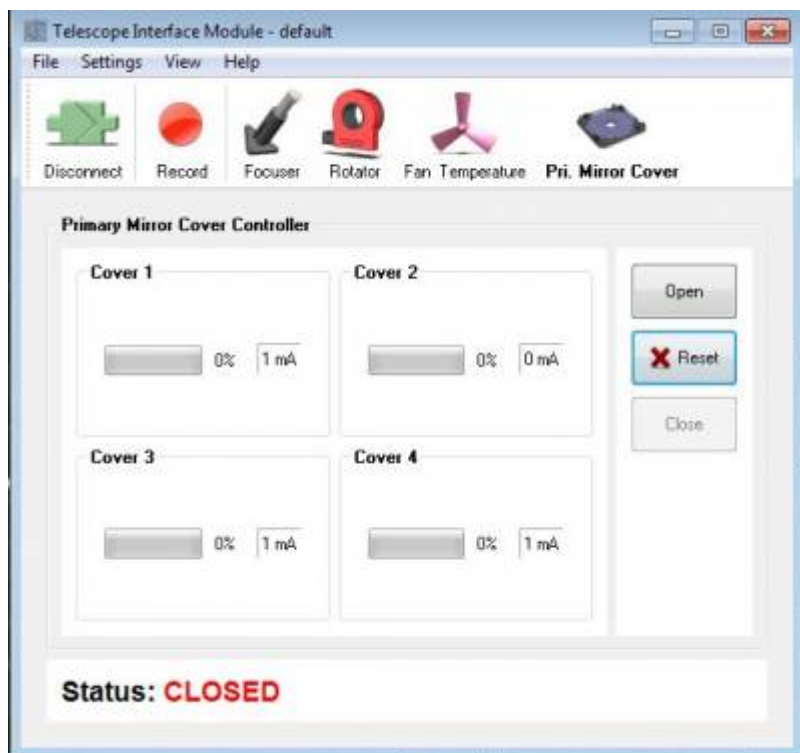 Telescope Interface Module - default
File Settings View Help
Disconnect Record Focuser Rotator Fan Temperature Pri. Mirror Cover
Primary Mirror Cover Controller
Cover 1
0% 1 mA
Cover 2
0% 0 mA
Cover 3
0% 1 mA
Cover 4
0% 1 mA
Open
Reset
Close
Status: CLOSED